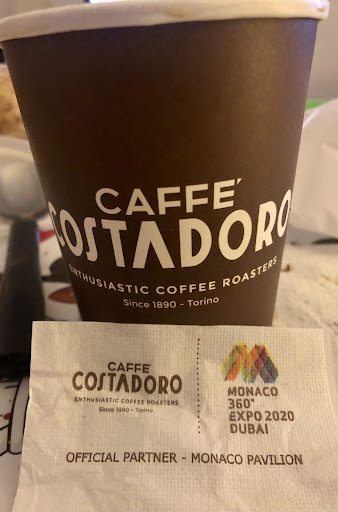 CAFFE´
COSTADORO
ENTHUSIASTIC COFFEE ROASTERS
Since 1890 - Torino
CAFFE´
COSTADORO
ENTHUSIASTIC COFFEE ROASTERS
Since 1890 - Torino
MONACO
360°
EXPO 2020
DUBAI
OFFICIAL PARTNER - MONACO PAVILION